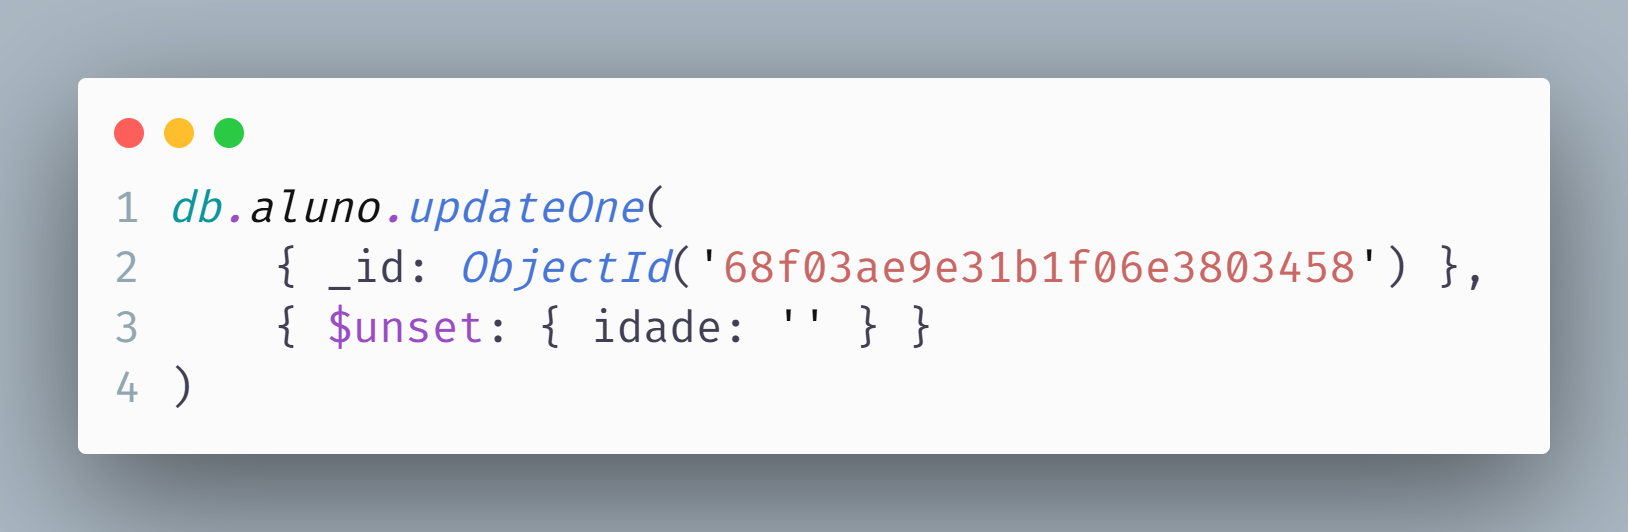 1 db.aluno.updateOne(
2     { _id: ObjectId('68f03ae9e31b1f06e3803458') },
3     { $unset: { idade: '' } }
4 )